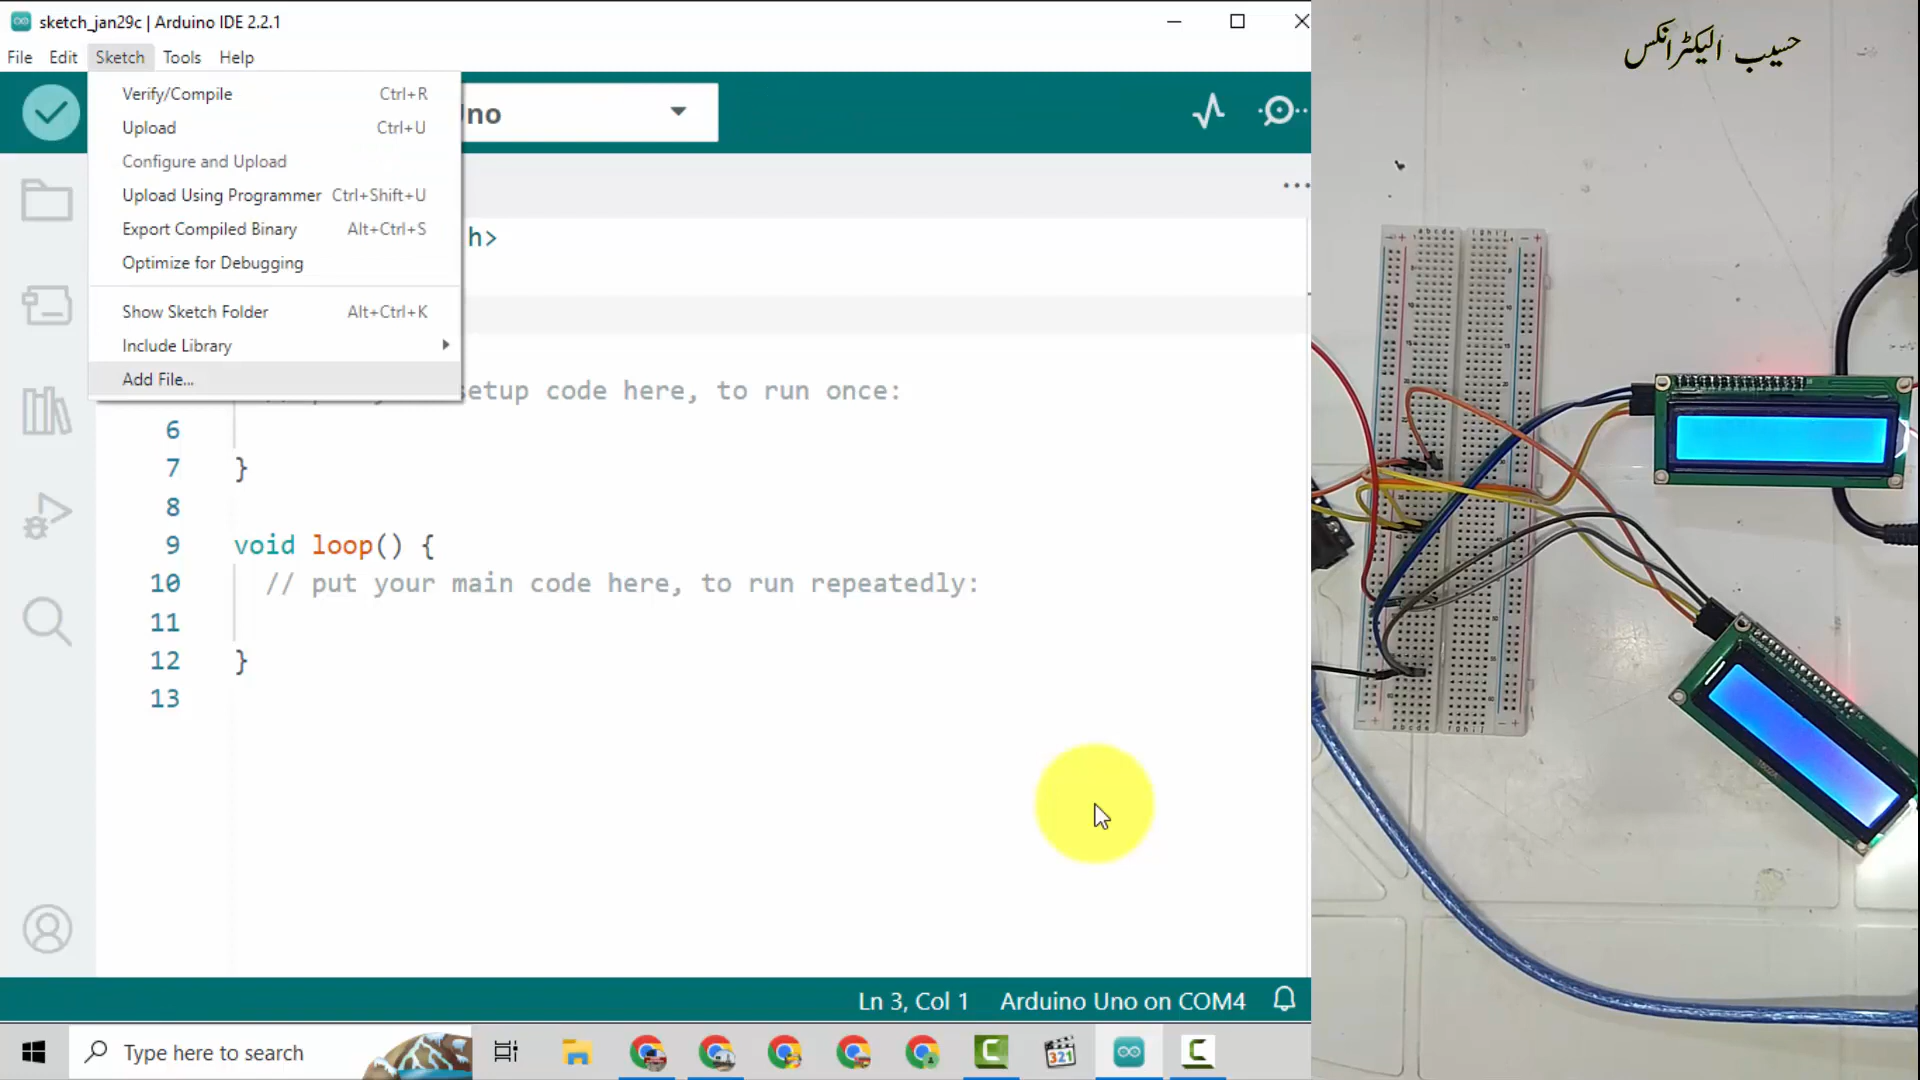 sketch_jan29c | Arduino IDE 2.2.1
File Edit Sketch Tools Help
Verify/Compile Ctrl+R
Upload Ctrl+U
Configure and Upload
Upload Using Programmer Ctrl+Shift+U
Export Compiled Binary Alt+Ctrl+S
Optimize for Debugging
Show Sketch Folder Alt+Ctrl+K
Include Library
Add File...
Uno
h>
setup code here, to run once:
6
7 }
8
9 void loop() {
10 // put your main code here, to run repeatedly:
11
12 }
13
Ln 3, Col 1 Arduino Uno on COM4
Type here to search
321
حسیب الیکٹرانکس